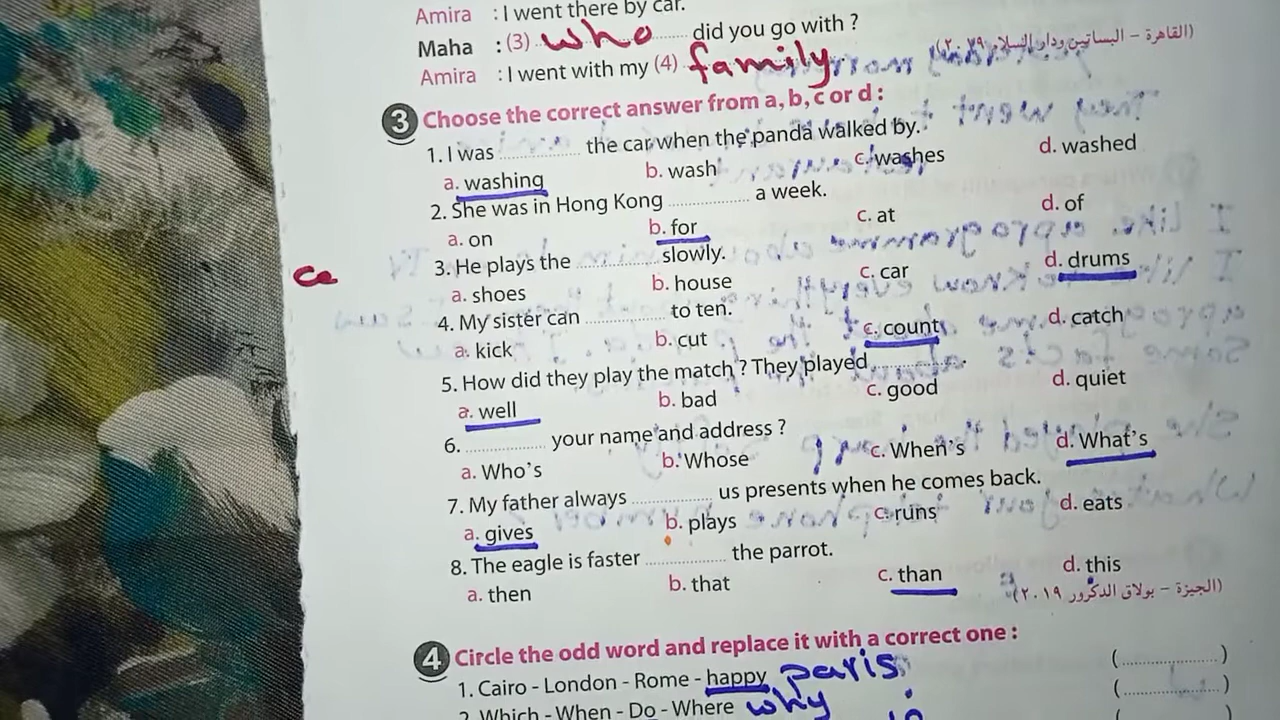 Amira : I went there by car.
Maha : (3) who did you go with ?
Amira : I went with my (4) family
(القاهرة – البساتين ودار السلام ٢٠١٩)
3 Choose the correct answer from a, b, c or d :
1. I was ............ the car when the panda walked by.
a. washing b. wash c. washes d. washed
2. She was in Hong Kong ............ a week.
a. on b. for c. at d. of
3. He plays the ............ slowly.
a. shoes b. house c. car d. drums
4. My sister can ............ to ten.
a. kick b. cut c. count d. catch
5. How did they play the match ? They played ............ .
a. well b. bad c. good d. quiet
6. ............ your name and address ?
a. Who's b. Whose c. When's d. What's
7. My father always ............ us presents when he comes back.
a. gives b. plays c. runs d. eats
8. The eagle is faster ............ the parrot.
a. then b. that c. than d. this
(الجيزة – بولاق الدكرور ٢٠١٩)
4 Circle the odd word and replace it with a correct one :
1. Cairo - London - Rome - happy paris (............)
2. Which - When - Do - Where why (............)